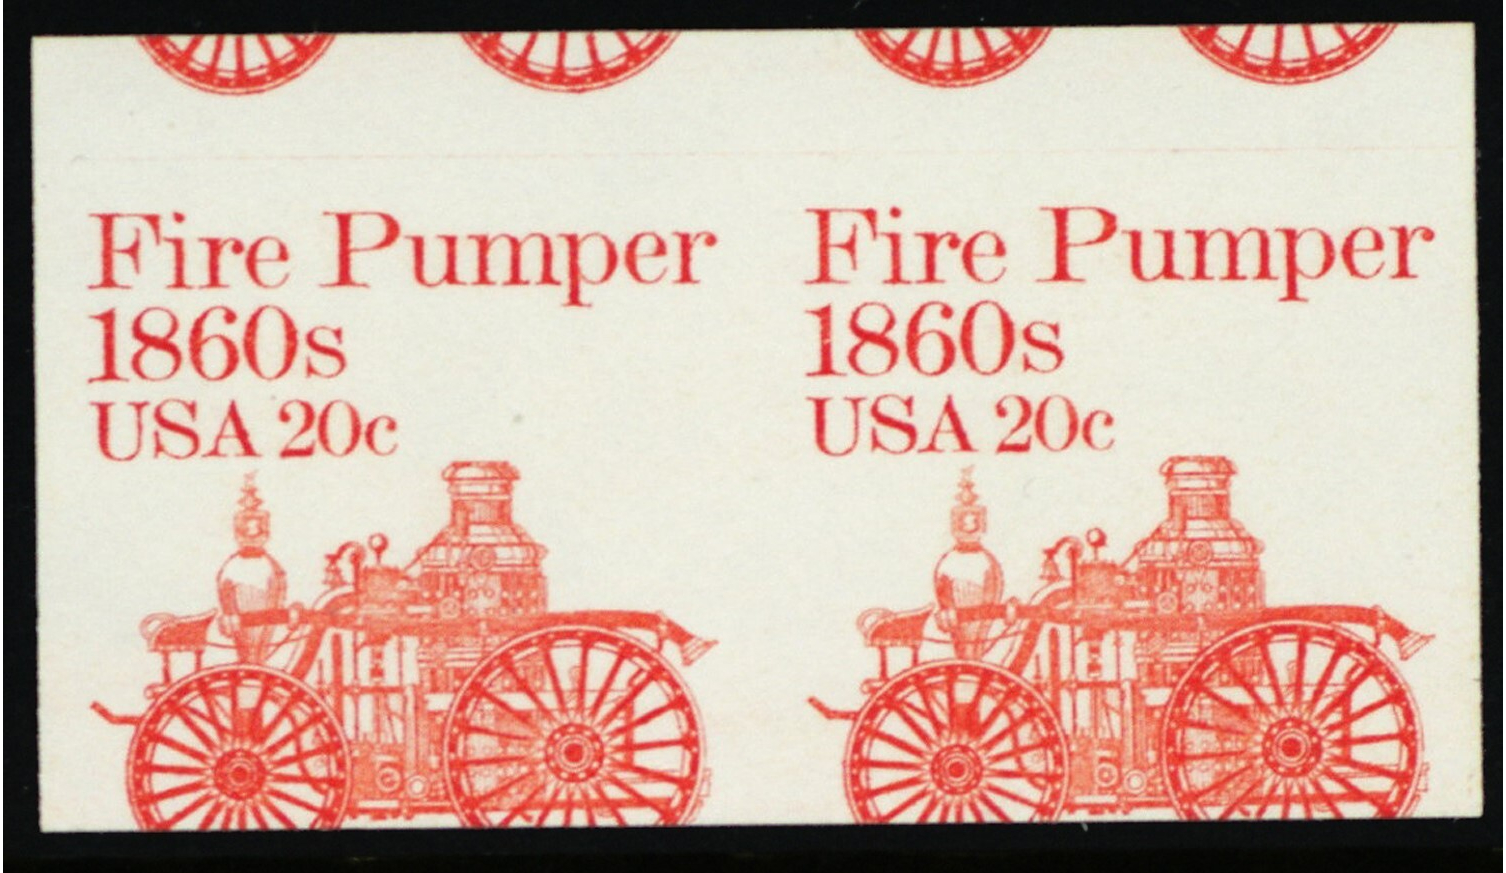 Fire Pumper
1860s
USA 20c
Fire Pumper
1860s
USA 20c